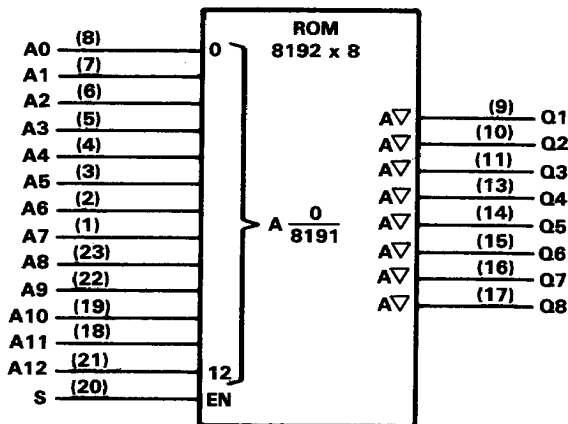 ROM
8192 x 8
A0 (8) 0
A1 (7)
A2 (6)
A3 (5)
A4 (4)
A5 (3)
A6 (2)
A7 (1)
A8 (23)
A9 (22)
A10 (19)
A11 (18)
A12 (21) 12
S (20) EN
A 0
8191
A▽ (9) Q1
A▽ (10) Q2
A▽ (11) Q3
A▽ (13) Q4
A▽ (14) Q5
A▽ (15) Q6
A▽ (16) Q7
A▽ (17) Q8